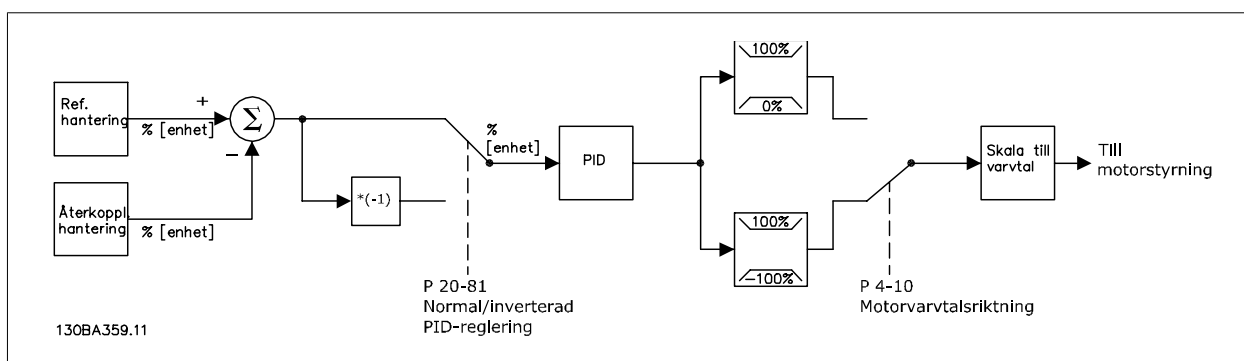 Ref.
hantering
+
% [enhet]
Σ
−
Återkoppl.
hantering
% [enhet]
*(-1)
%
[enhet]
PID
100%
0%
100%
-100%
Skala till
varvtal
Till
motorstyrning
P 20-81
Normal/inverterad
PID-reglering
P 4-10
Motorvarvtalsriktning
130BA359.11